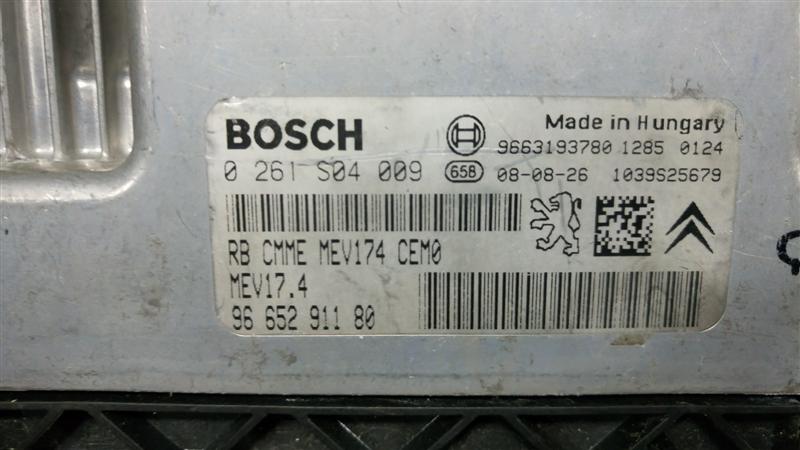 BOSCH
Made in Hungary
9663193780 1285 0124
0 261 S04 009
658
08-08-26 1039S25679
RB CMME MEV174 CEM0
MEV17.4
96 652 911 80